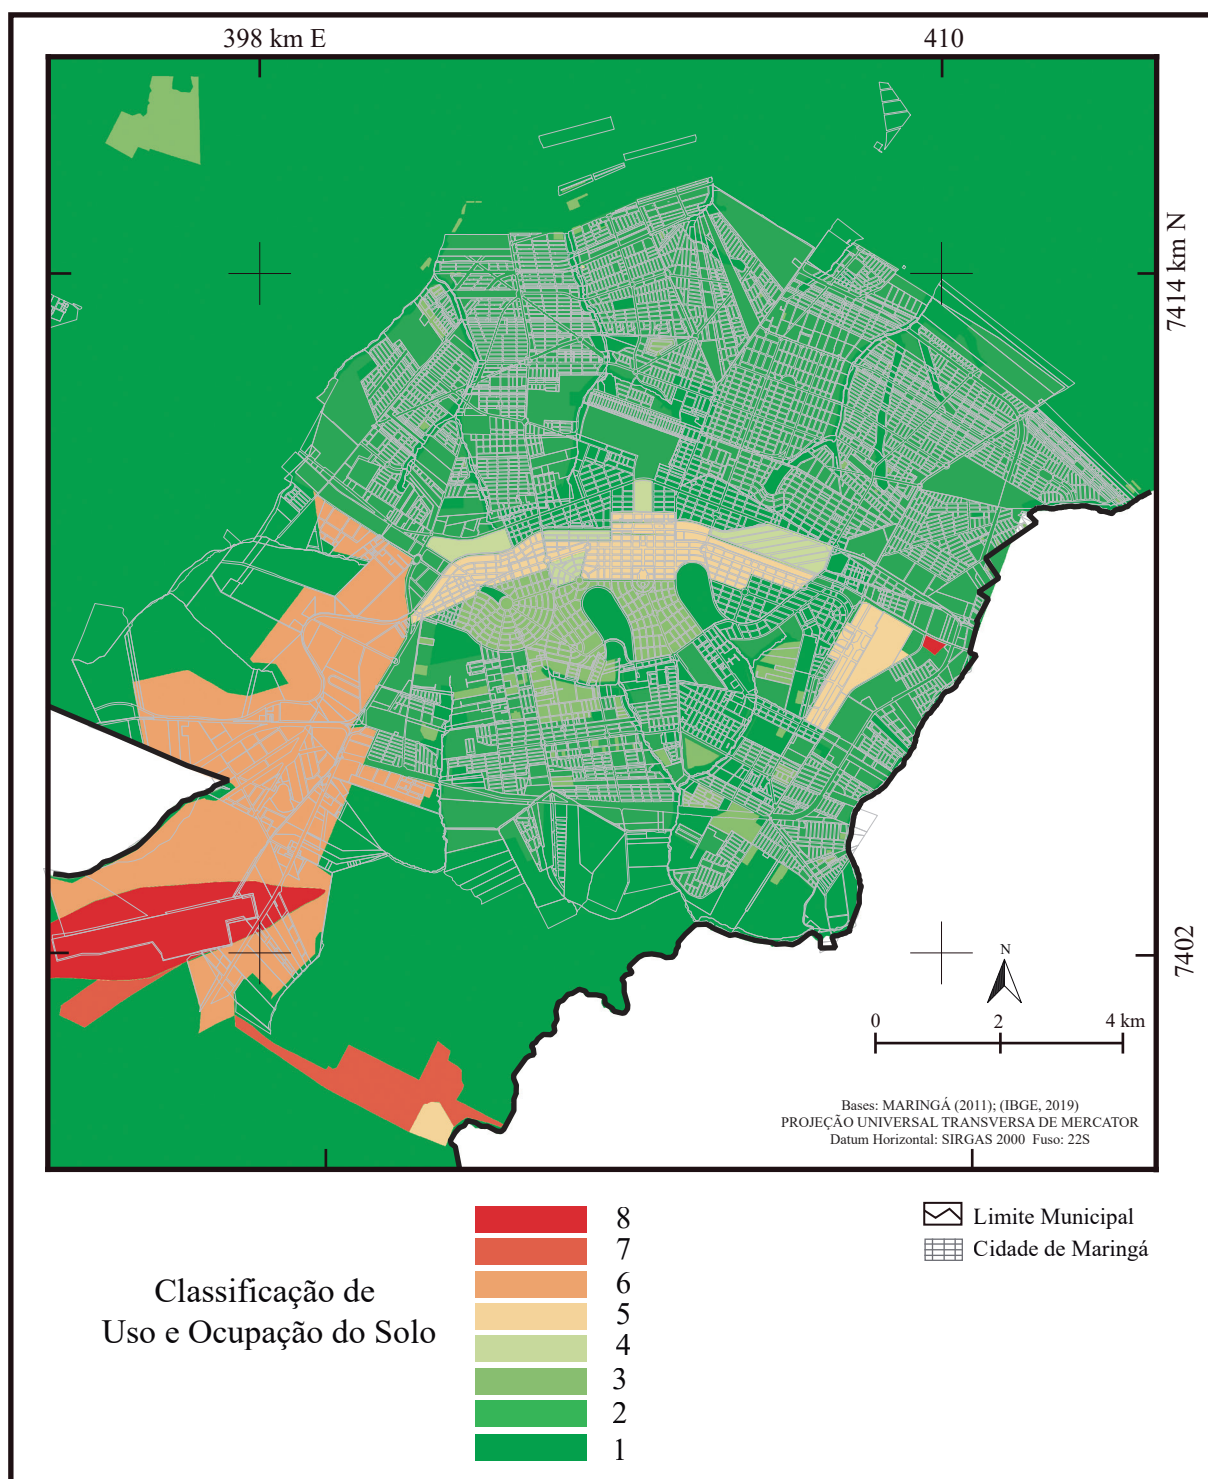 398 km E
410
7414 km N
7402
N
0 2 4 km
Bases: MARINGÁ (2011); (IBGE, 2019)
PROJEÇÃO UNIVERSAL TRANSVERSA DE MERCATOR
Datum Horizontal: SIRGAS 2000 Fuso: 22S
Classificação de
Uso e Ocupação do Solo
8
7
6
5
4
3
2
1
Limite Municipal
Cidade de Maringá